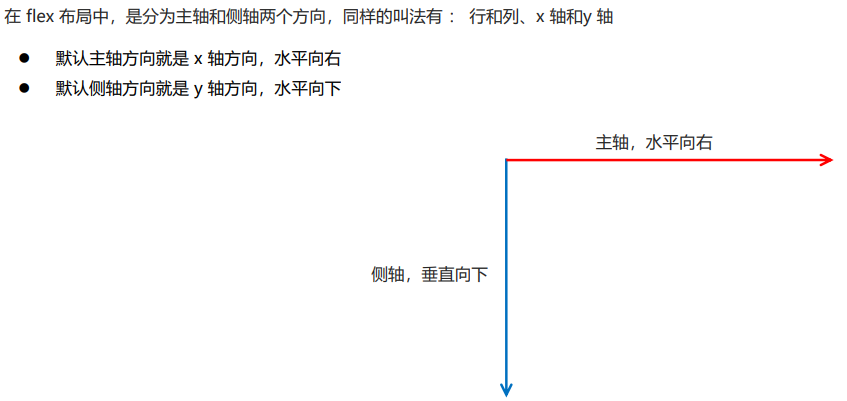 在 flex 布局中，是分为主轴和侧轴两个方向，同样的叫法有 ： 行和列、x 轴和y 轴
● 默认主轴方向就是 x 轴方向，水平向右
● 默认侧轴方向就是 y 轴方向，水平向下
主轴，水平向右
侧轴，垂直向下